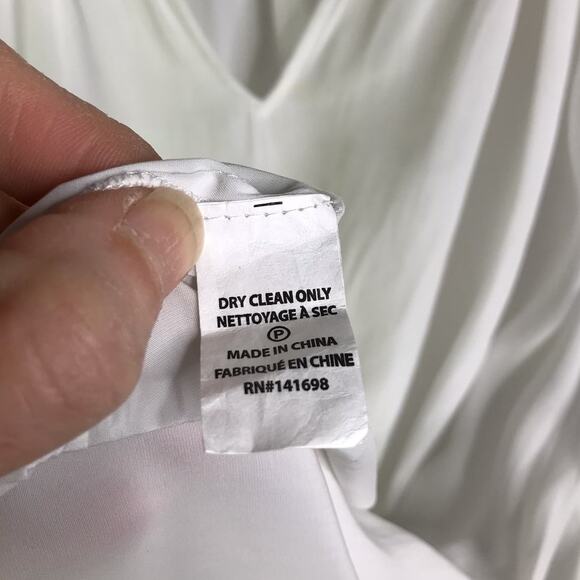 DRY CLEAN ONLY
NETTOYAGE À SEC
P
MADE IN CHINA
FABRIQUÉ EN CHINE
RN#141698